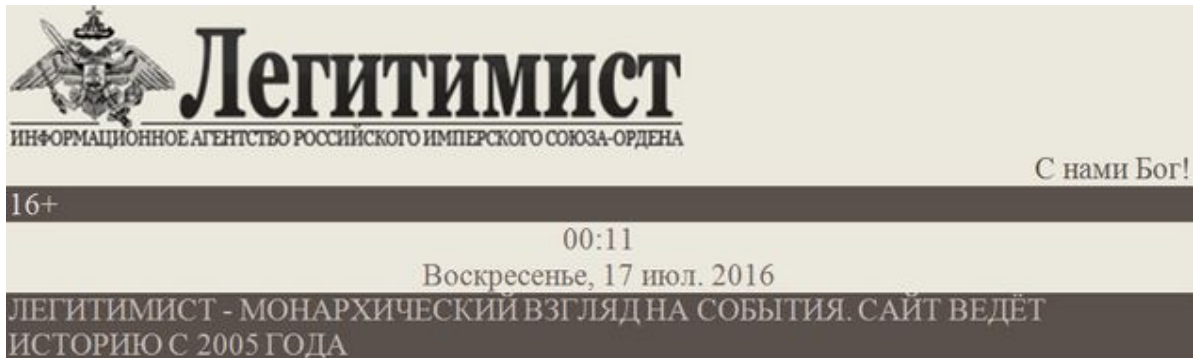 Легитимист
ИНФОРМАЦИОННОЕ АГЕНТСТВО РОССИЙСКОГО ИМПЕРСКОГО СОЮЗА-ОРДЕНА
С нами Бог!
16+
00:11
Воскресенье, 17 июл. 2016
ЛЕГИТИМИСТ - МОНАРХИЧЕСКИЙ ВЗГЛЯД НА СОБЫТИЯ. САЙТ ВЕДЁТ
ИСТОРИЮ С 2005 ГОДА